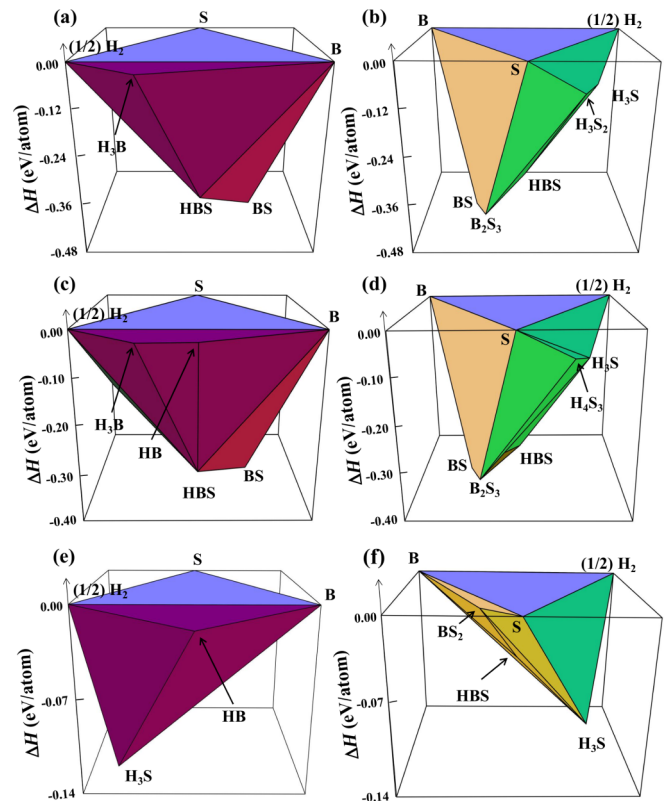 (a)
S
(1/2) H₂
B
0.00
-0.12
-0.24
-0.36
-0.48
ΔH (eV/atom)
H₃B
HBS
BS
(b)
B
(1/2) H₂
0.00
-0.12
-0.24
-0.36
-0.48
ΔH (eV/atom)
S
H₃S
H₃S₂
HBS
BS
B₂S₃
(c)
S
(1/2) H₂
B
0.00
-0.10
-0.20
-0.30
-0.40
ΔH (eV/atom)
H₃B
HB
HBS
BS
(d)
B
(1/2) H₂
0.00
-0.10
-0.20
-0.30
-0.40
ΔH (eV/atom)
S
H₃S
H₄S₃
HBS
BS
B₂S₃
(e)
S
(1/2) H₂
B
0.00
-0.07
-0.14
ΔH (eV/atom)
HB
H₃S
(f)
B
(1/2) H₂
0.00
-0.07
-0.14
ΔH (eV/atom)
BS₂
S
HBS
H₃S